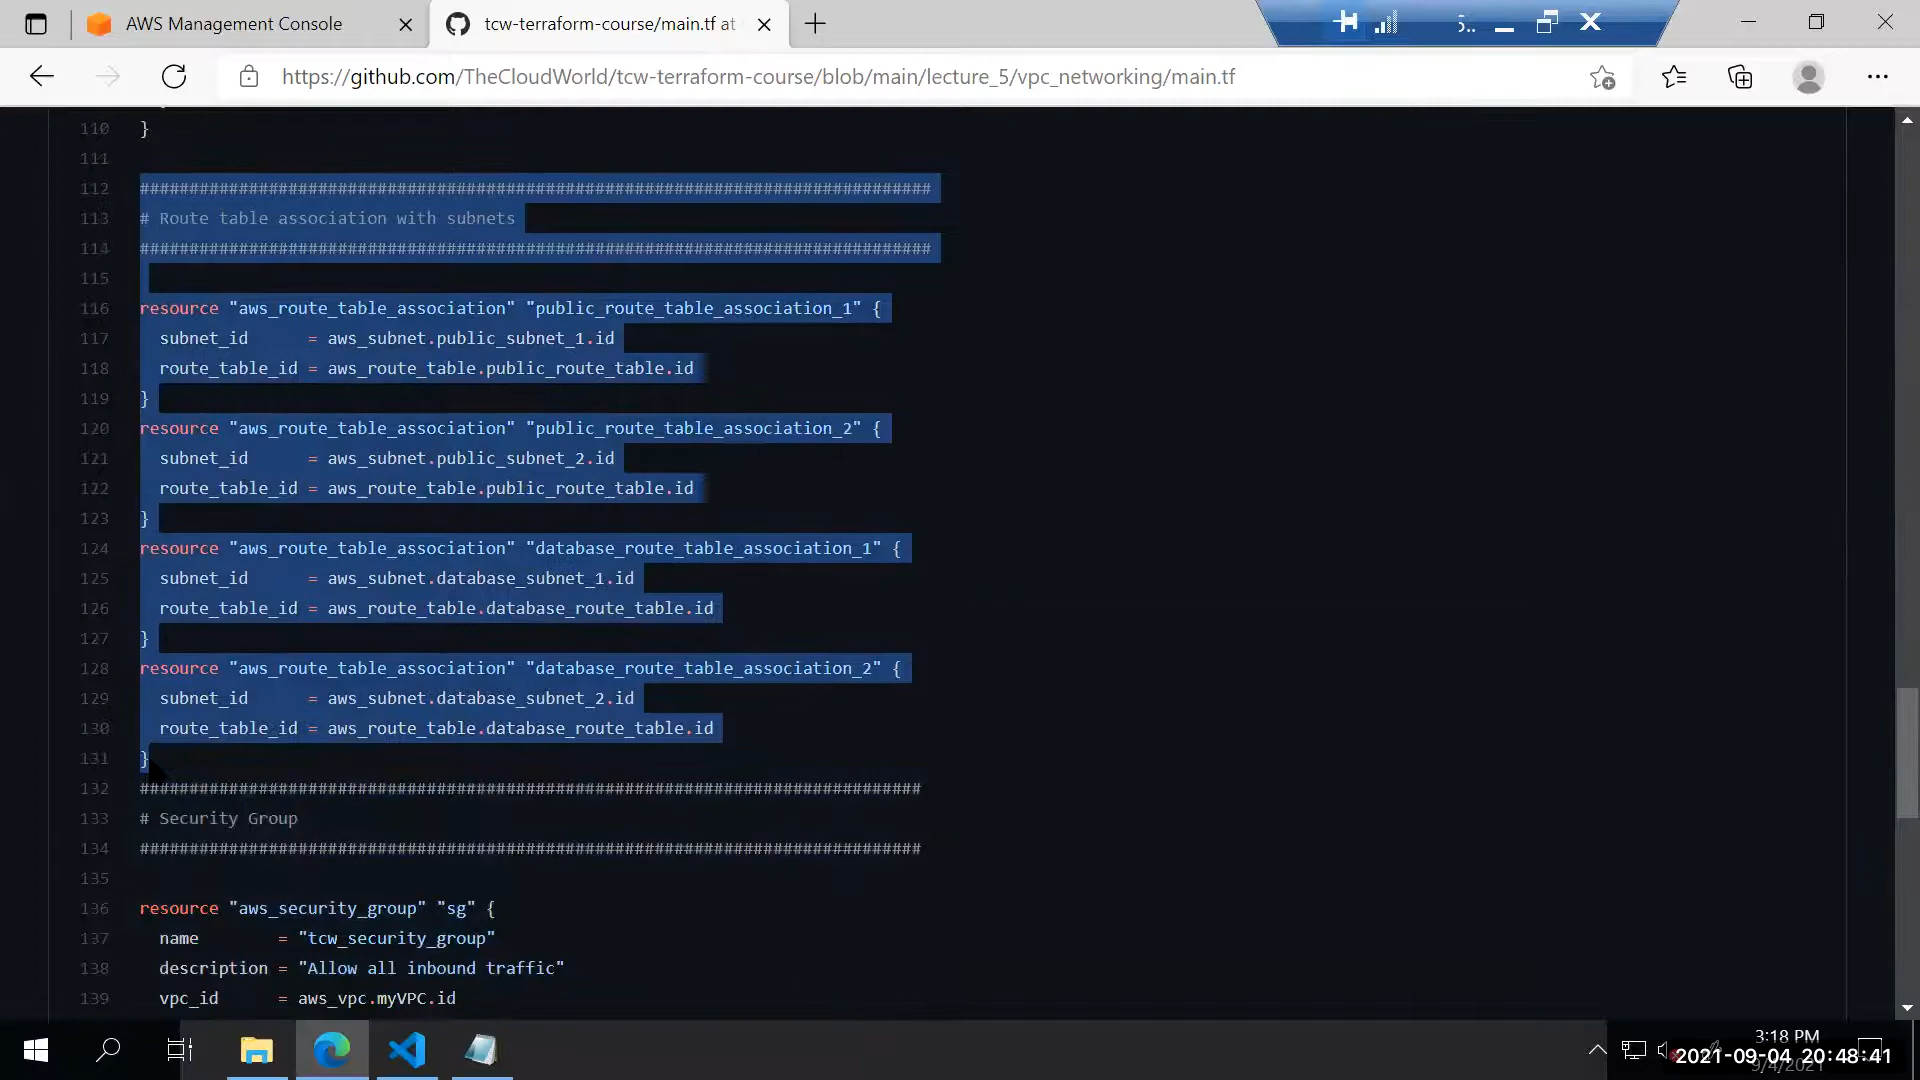 AWS Management Console
tcw-terraform-course/main.tf at
5..
https://github.com/TheCloudWorld/tcw-terraform-course/blob/main/lecture_5/vpc_networking/main.tf
110 }
111
112 ################################################################################
113 # Route table association with subnets
114 ################################################################################
115
116 resource "aws_route_table_association" "public_route_table_association_1" {
117 subnet_id = aws_subnet.public_subnet_1.id
118 route_table_id = aws_route_table.public_route_table.id
119 }
120 resource "aws_route_table_association" "public_route_table_association_2" {
121 subnet_id = aws_subnet.public_subnet_2.id
122 route_table_id = aws_route_table.public_route_table.id
123 }
124 resource "aws_route_table_association" "database_route_table_association_1" {
125 subnet_id = aws_subnet.database_subnet_1.id
126 route_table_id = aws_route_table.database_route_table.id
127 }
128 resource "aws_route_table_association" "database_route_table_association_2" {
129 subnet_id = aws_subnet.database_subnet_2.id
130 route_table_id = aws_route_table.database_route_table.id
131 }
132 ###############################################################################
133 # Security Group
134 ###############################################################################
135
136 resource "aws_security_group" "sg" {
137 name = "tcw_security_group"
138 description = "Allow all inbound traffic"
139 vpc_id = aws_vpc.myVPC.id
3:18 PM
2021-09-04 20:48:41